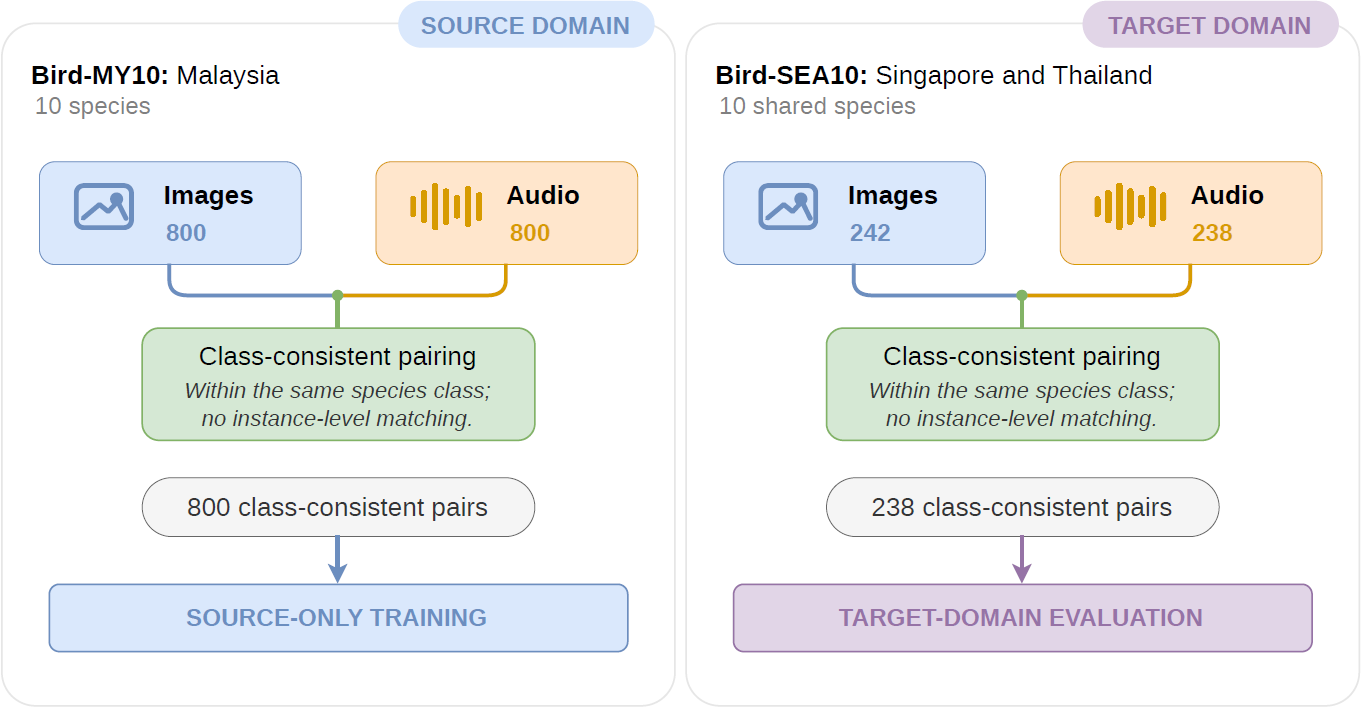 SOURCE DOMAIN
Bird-MY10: Malaysia
10 species
Images
800
Audio
800
Class-consistent pairing
Within the same species class;
no instance-level matching.
800 class-consistent pairs
SOURCE-ONLY TRAINING
TARGET DOMAIN
Bird-SEA10: Singapore and Thailand
10 shared species
Images
242
Audio
238
Class-consistent pairing
Within the same species class;
no instance-level matching.
238 class-consistent pairs
TARGET-DOMAIN EVALUATION